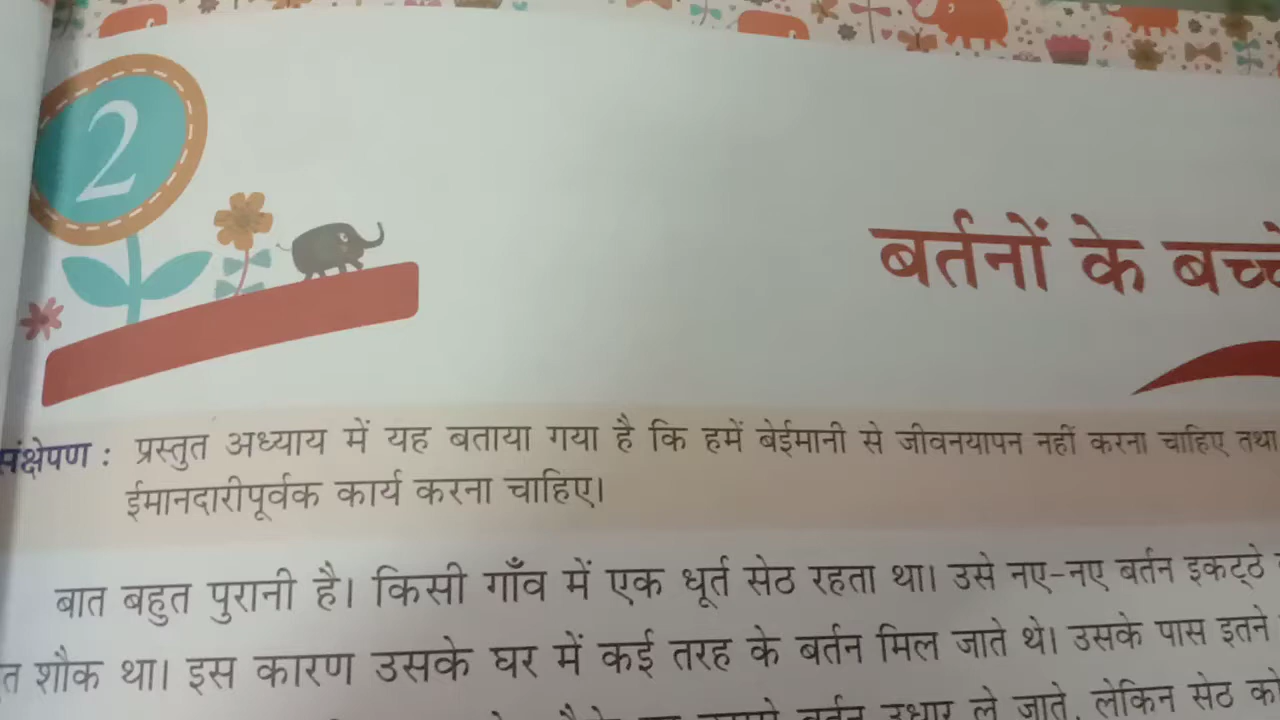 2
बर्तनों के बच्चे
संक्षेपण : प्रस्तुत अध्याय में यह बताया गया है कि हमें बेईमानी से जीवनयापन नहीं करना चाहिए तथा
ईमानदारीपूर्वक कार्य करना चाहिए।
बात बहुत पुरानी है। किसी गाँव में एक धूर्त सेठ रहता था। उसे नए-नए बर्तन इकट्ठे
शौक था। इस कारण उसके घर में कई तरह के बर्तन मिल जाते थे। उसके पास इतने
बर्तन उधार ले जाते, लेकिन सेठ को